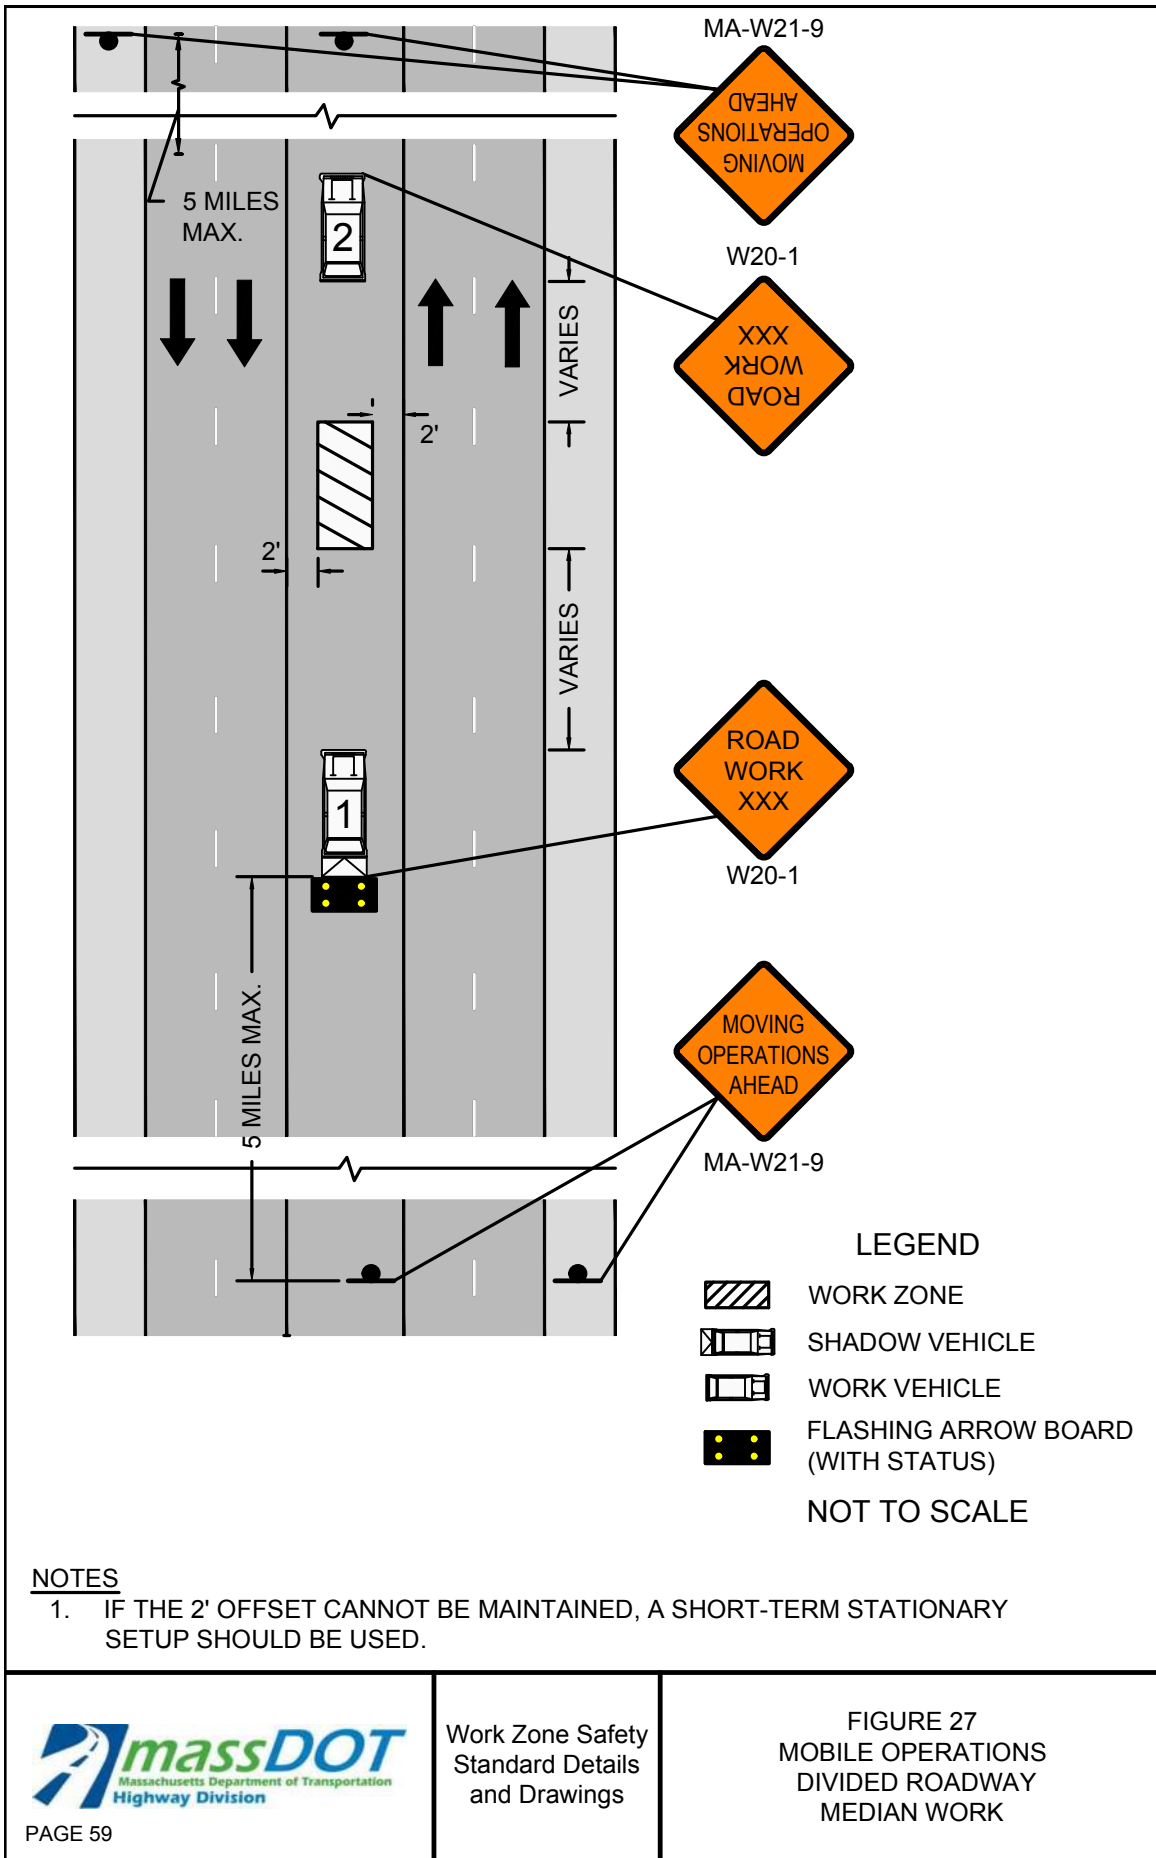 MA-W21-9
MOVING
OPERATIONS
AHEAD
5 MILES
MAX.
2
W20-1
ROAD
WORK
XXX
VARIES
2'
2'
VARIES
1
ROAD
WORK
XXX
W20-1
5 MILES MAX.
MOVING
OPERATIONS
AHEAD
MA-W21-9
LEGEND
WORK ZONE
SHADOW VEHICLE
WORK VEHICLE
FLASHING ARROW BOARD
(WITH STATUS)
NOT TO SCALE
NOTES
1. IF THE 2' OFFSET CANNOT BE MAINTAINED, A SHORT-TERM STATIONARY
SETUP SHOULD BE USED.
massDOT
Massachusetts Department of Transportation
Highway Division
PAGE 59
Work Zone Safety
Standard Details
and Drawings
FIGURE 27
MOBILE OPERATIONS
DIVIDED ROADWAY
MEDIAN WORK